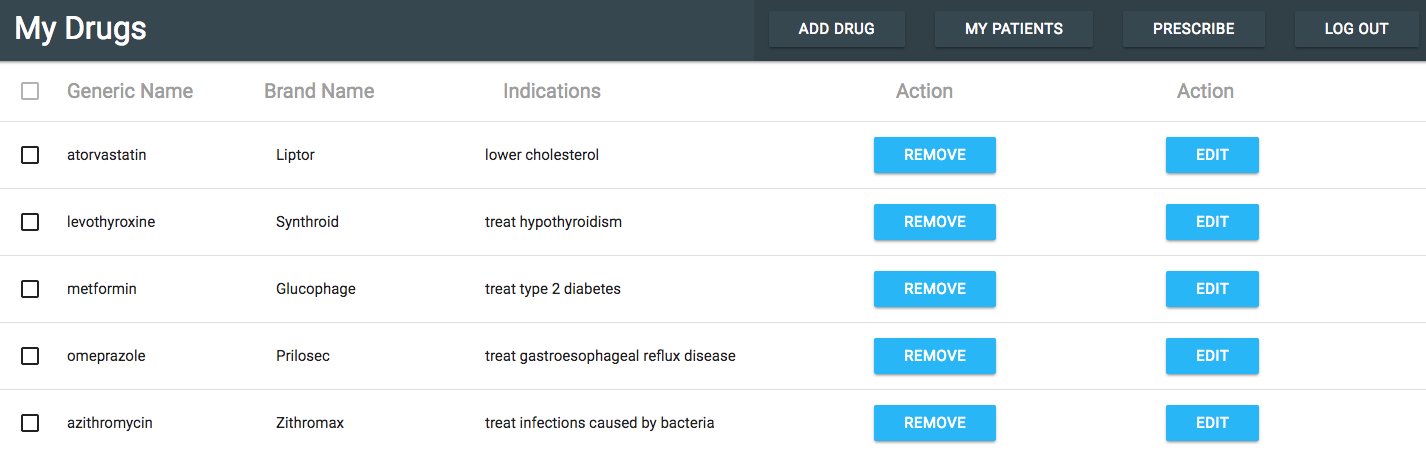 My Drugs ADD DRUG MY PATIENTS PRESCRIBE LOG OUT
Generic Name Brand Name Indications Action Action
atorvastatin Liptor lower cholesterol REMOVE EDIT
levothyroxine Synthroid treat hypothyroidism REMOVE EDIT
metformin Glucophage treat type 2 diabetes REMOVE EDIT
omeprazole Prilosec treat gastroesophageal reflux disease REMOVE EDIT
azithromycin Zithromax treat infections caused by bacteria REMOVE EDIT